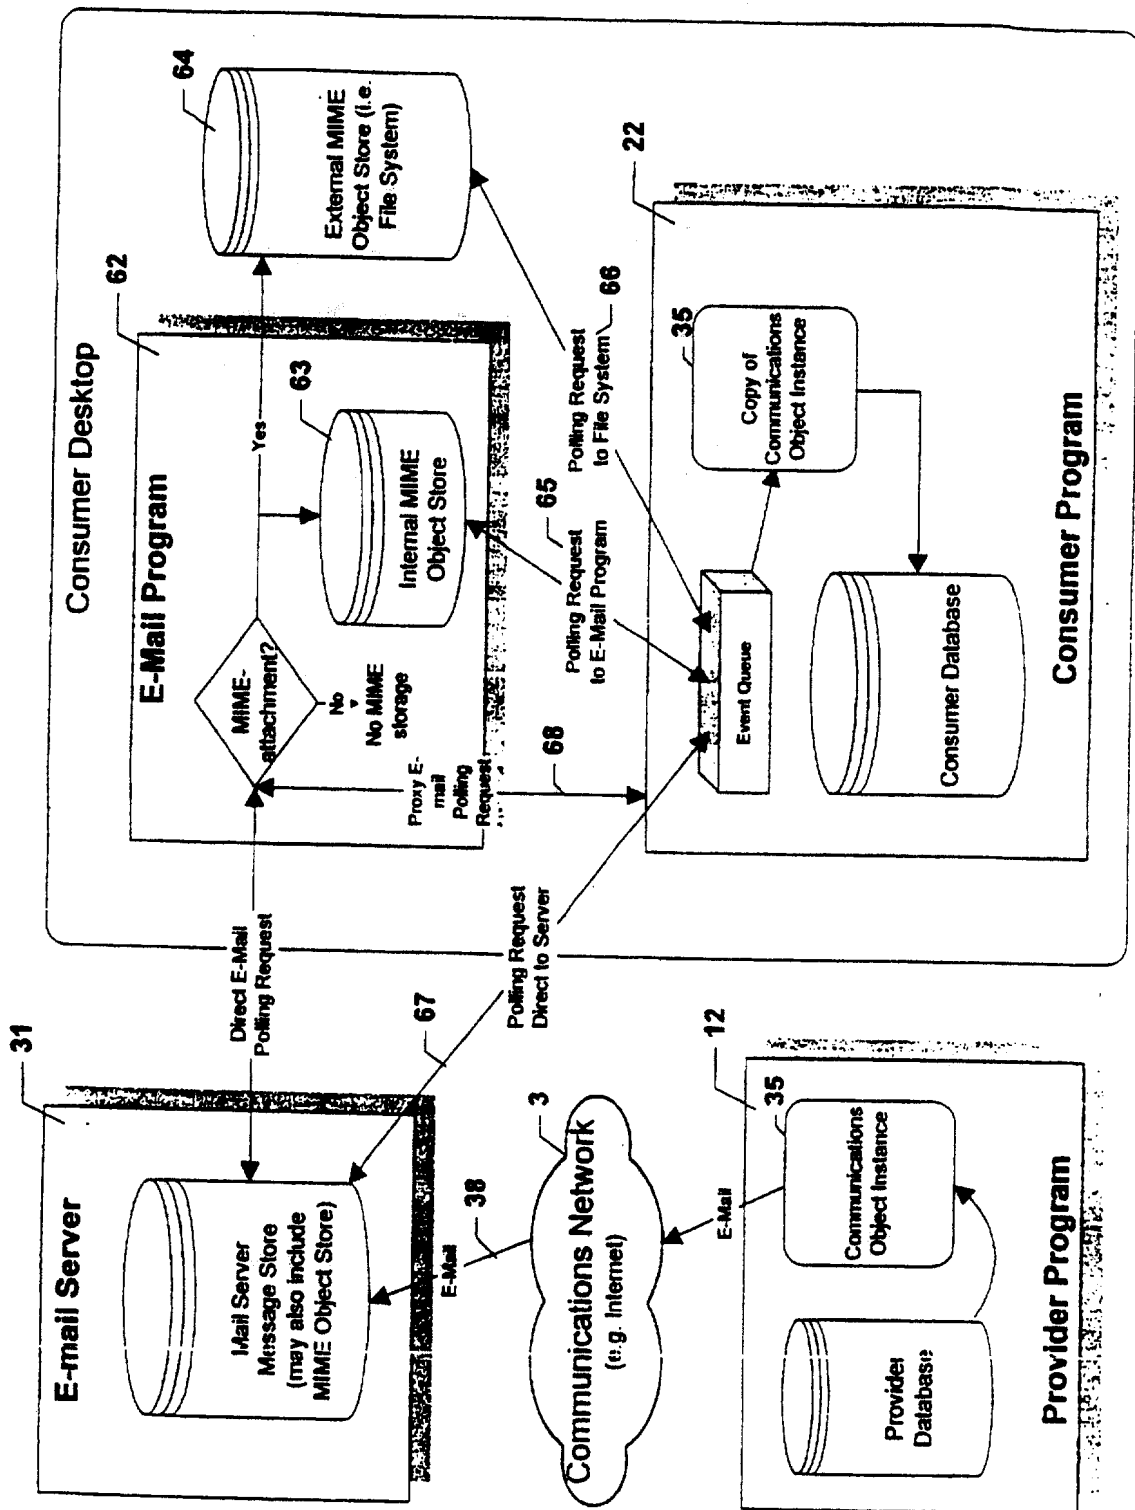 E-mail Server
31
Mail Server
Message Store
(may also include
MIME Object Store)
Direct E-Mail
Polling Request
67
Polling Request
Direct to Server
E-Mail
38
3
Communications Network
(e.g. Internet)
E-Mail
12
35
Communications
Object Instance
Provider
Database
Provider Program
Consumer Desktop
E-Mail Program
62
MIME-
attachment?
Yes
No
No MIME
storage
63
Internal MIME
Object Store
64
External MIME
Object Store (i.e.
File System)
Proxy E-
mail
Polling
Request
68
65
Polling Request
to E-Mail Program
66
Polling Request
to File System
22
Event Queue
35
Copy of
Communications
Object Instance
Consumer Database
Consumer Program